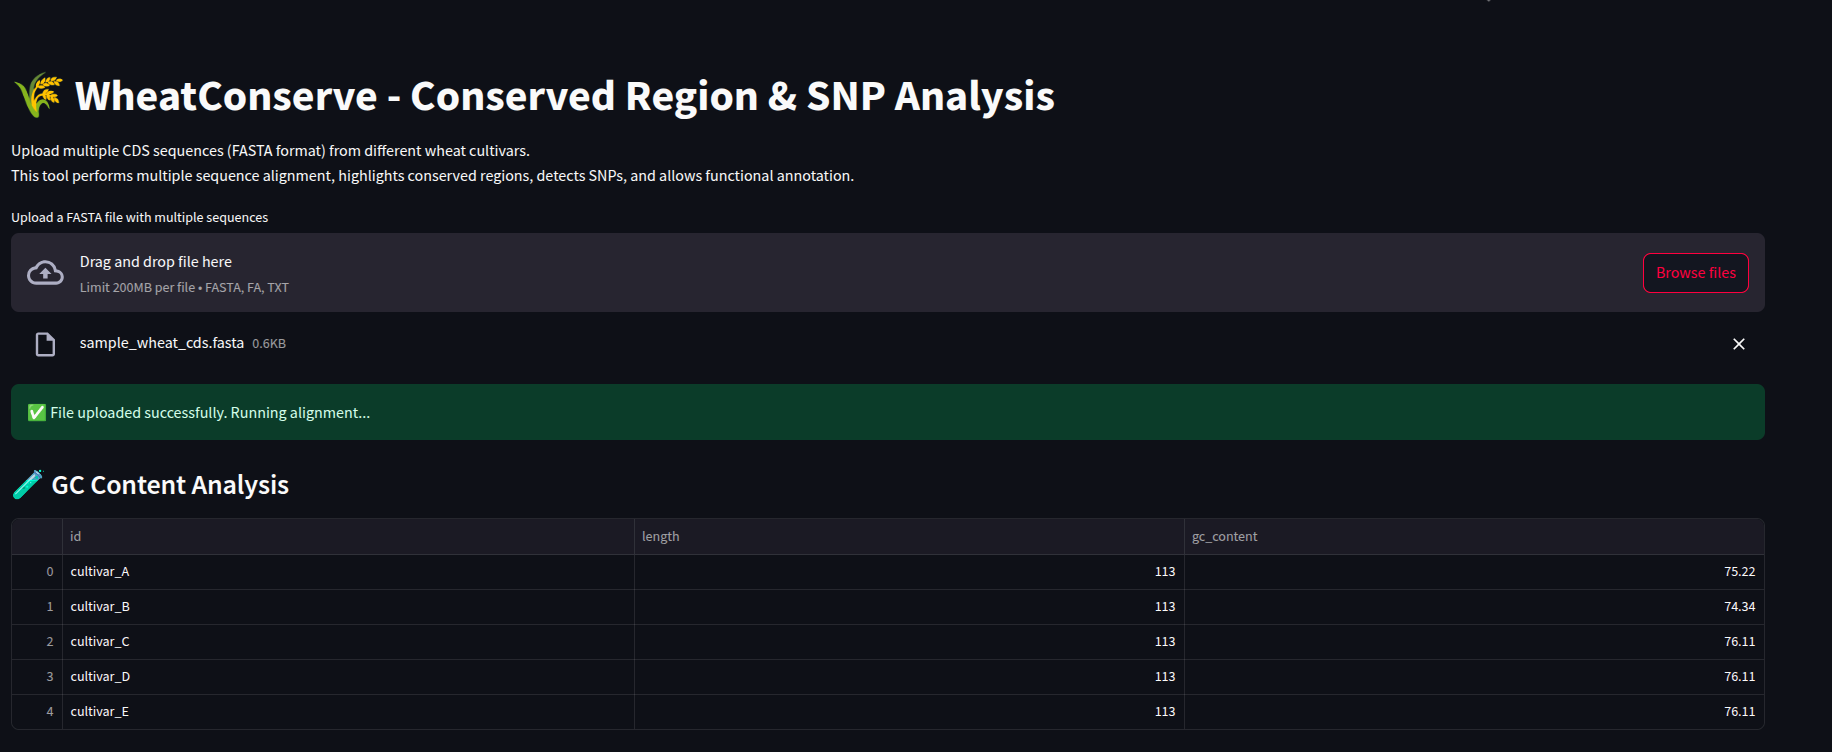 🌾 WheatConserve - Conserved Region & SNP Analysis
Upload multiple CDS sequences (FASTA format) from different wheat cultivars.
This tool performs multiple sequence alignment, highlights conserved regions, detects SNPs, and allows functional annotation.
Upload a FASTA file with multiple sequences
Drag and drop file here
Limit 200MB per file • FASTA, FA, TXT
Browse files
sample_wheat_cds.fasta 0.6KB
✅ File uploaded successfully. Running alignment...
🧪 GC Content Analysis
id length gc_content
0 cultivar_A 113 75.22
1 cultivar_B 113 74.34
2 cultivar_C 113 76.11
3 cultivar_D 113 76.11
4 cultivar_E 113 76.11